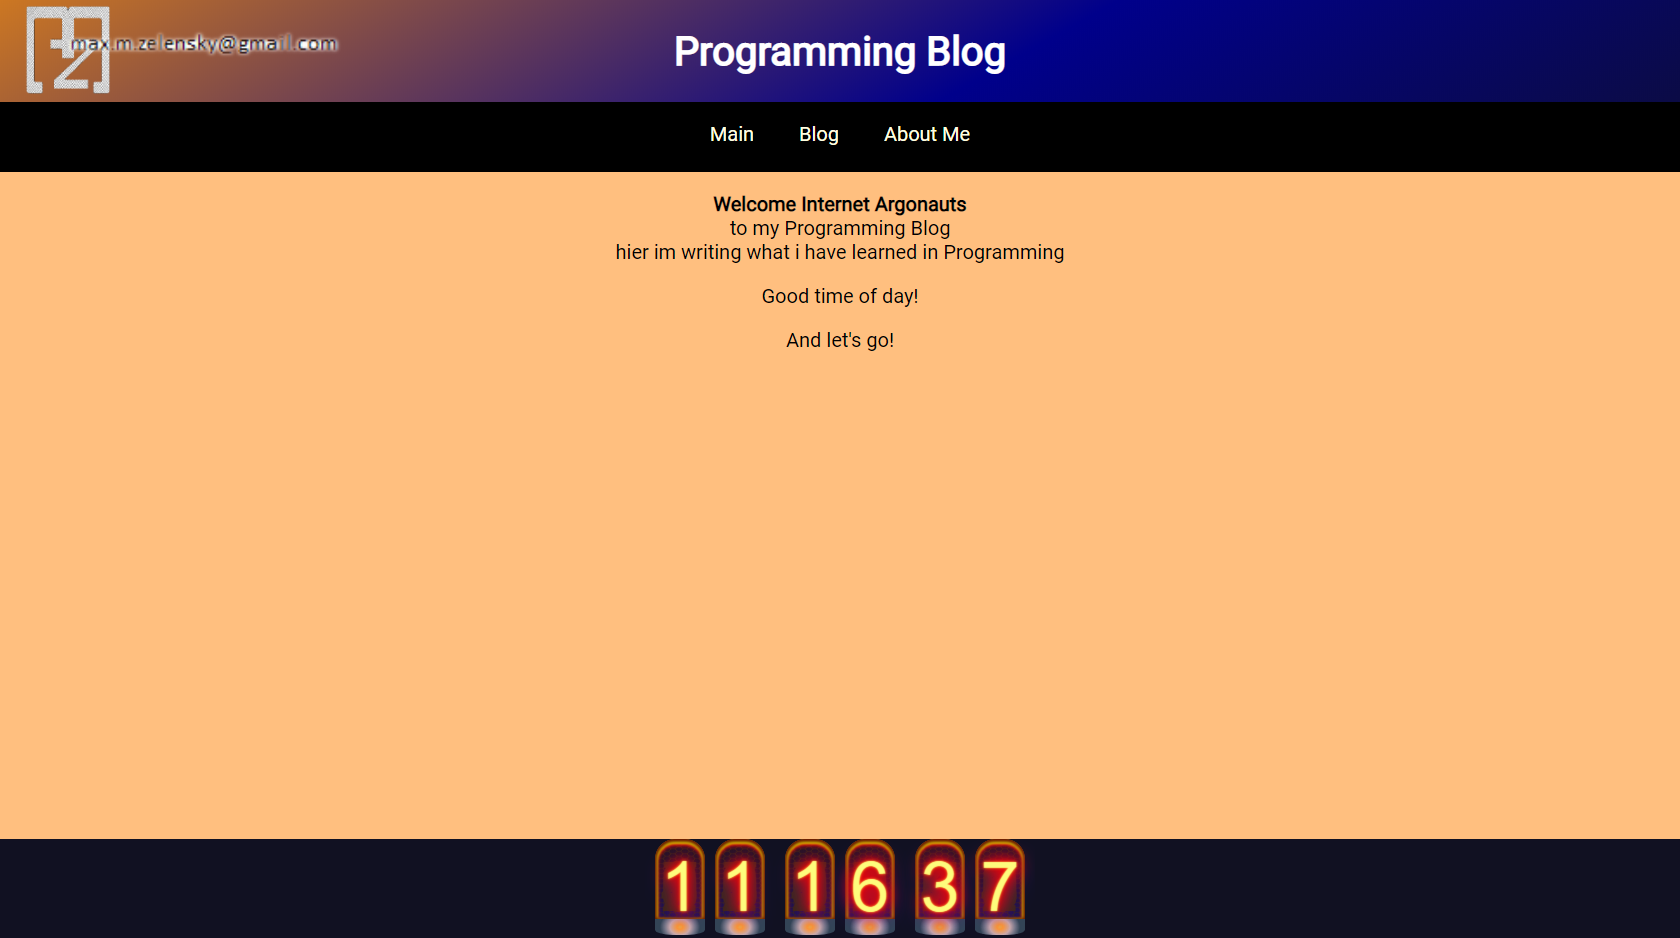 max.m.zelensky@gmail.com
Programming Blog
Main Blog About Me
Welcome Internet Argonauts
to my Programming Blog
hier im writing what i have learned in Programming
Good time of day!
And let's go!
11 16 37